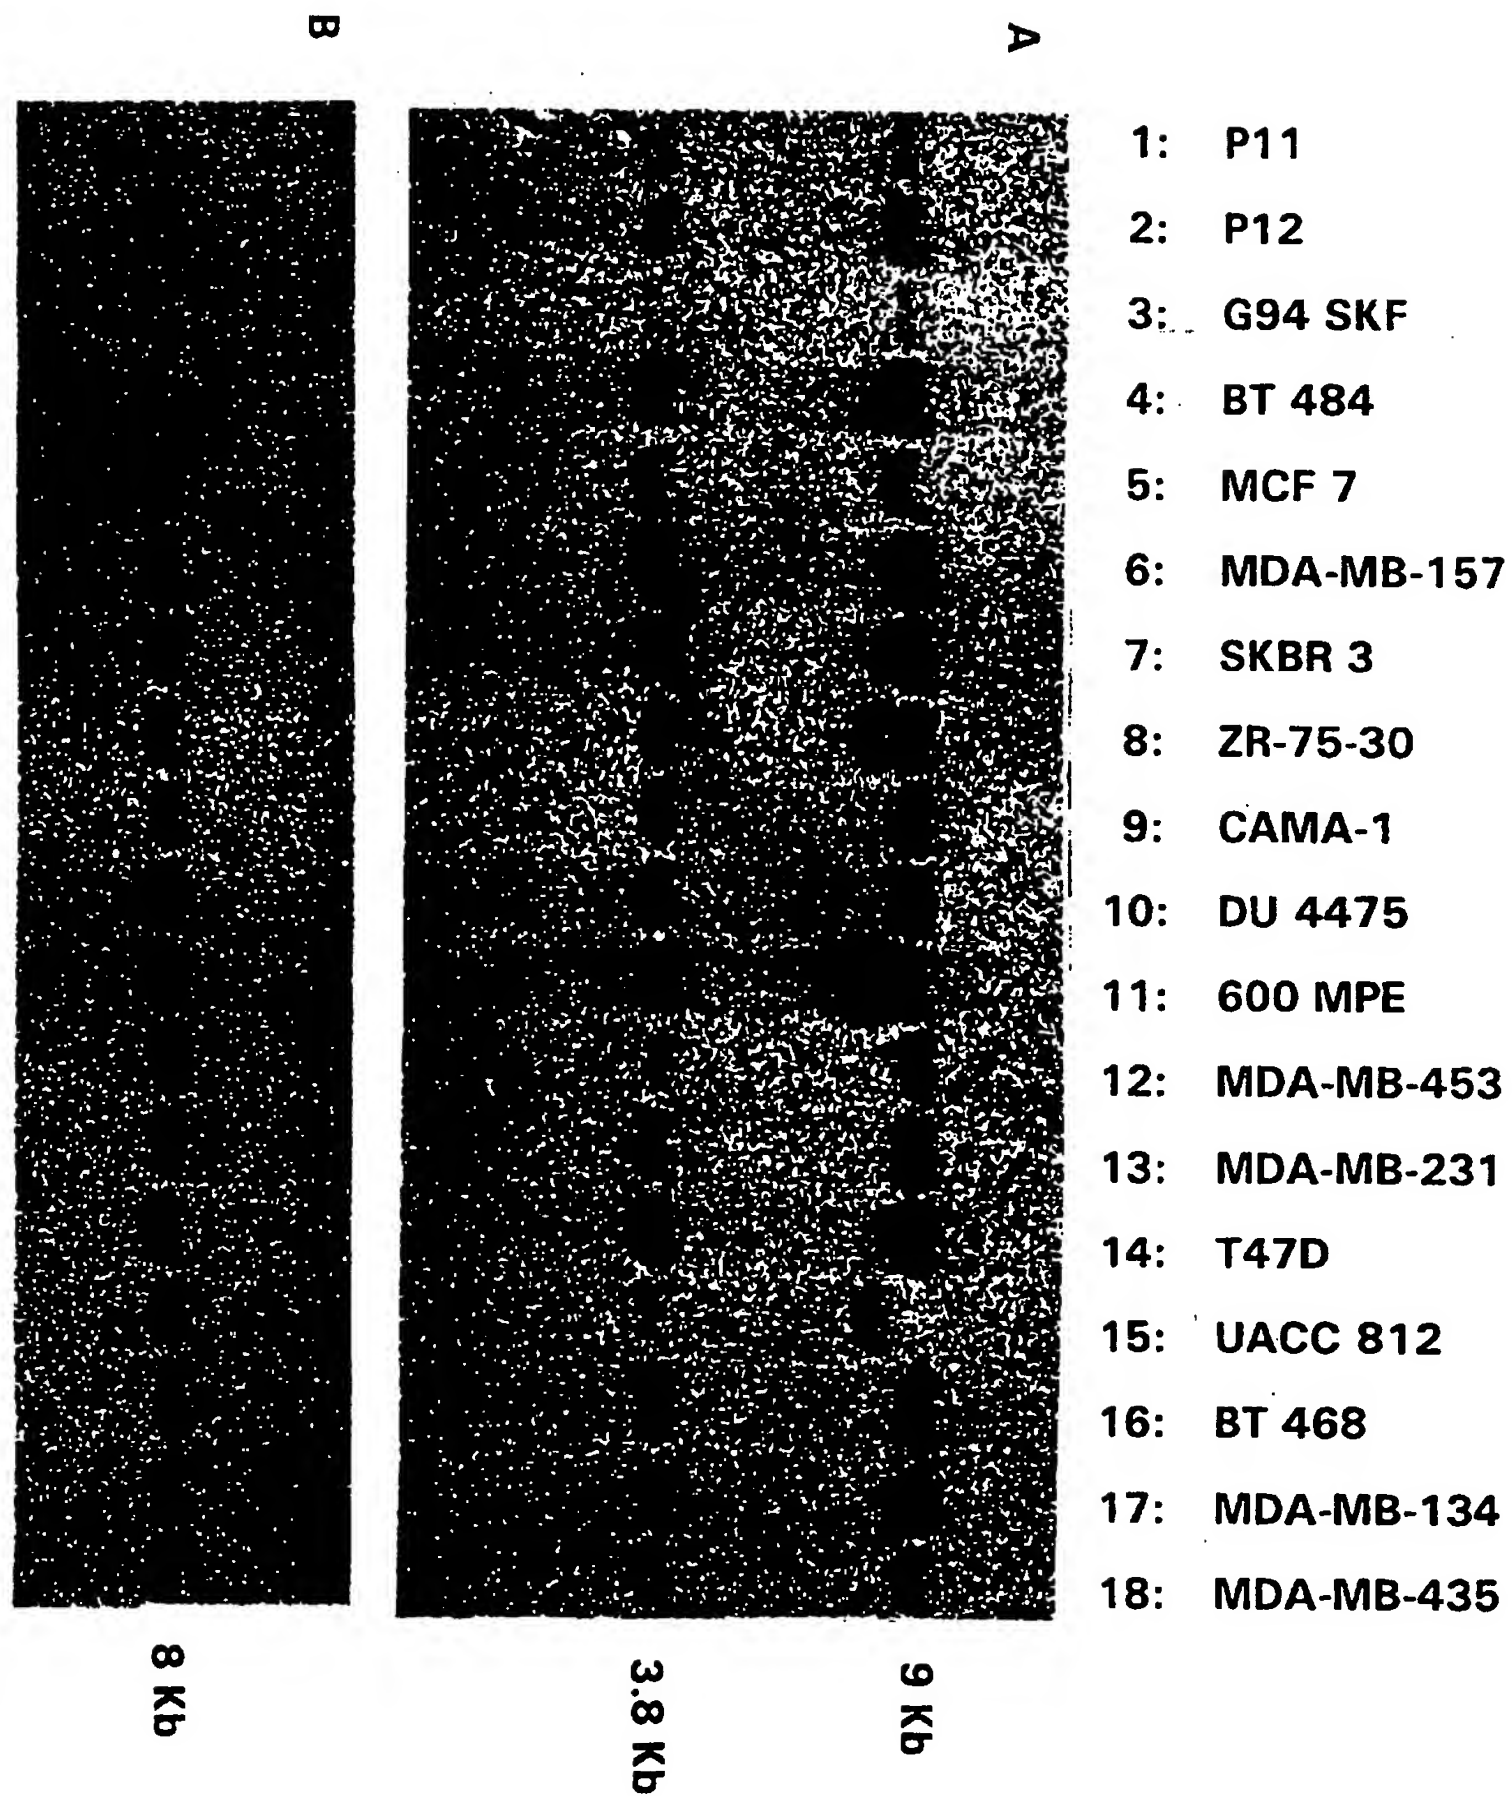 B
A
1: P11
2: P12
3: G94 SKF
4: BT 484
5: MCF 7
6: MDA-MB-157
7: SKBR 3
8: ZR-75-30
9: CAMA-1
10: DU 4475
11: 600 MPE
12: MDA-MB-453
13: MDA-MB-231
14: T47D
15: UACC 812
16: BT 468
17: MDA-MB-134
18: MDA-MB-435
8 Kb
3.8 Kb
9 Kb